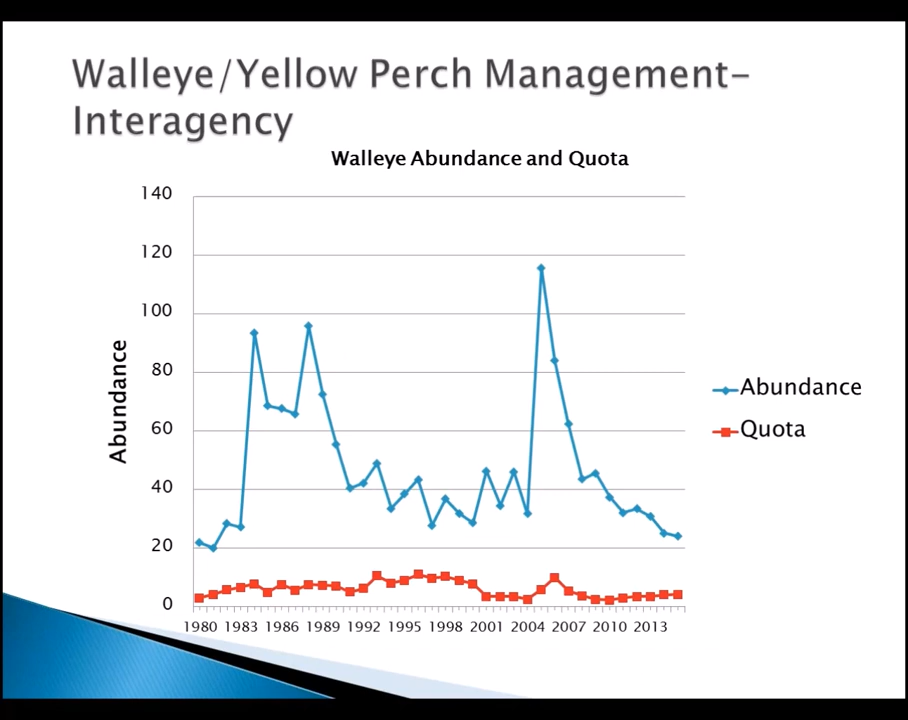 Walleye/Yellow Perch Management-
Interagency
Walleye Abundance and Quota
140
120
100
80
60
40
20
0
Abundance
1980 1983 1986 1989 1992 1995 1998 2001 2004 2007 2010 2013
Abundance
Quota